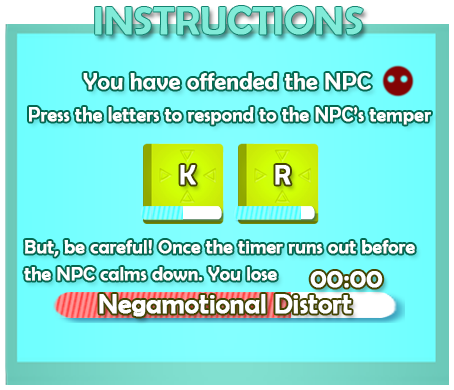 INSTRUCTIONS
You have offended the NPC
Press the letters to respond to the NPC's temper
K R
But, be careful! Once the timer runs out before
the NPC calms down. You lose 00:00
Negamotional Distort